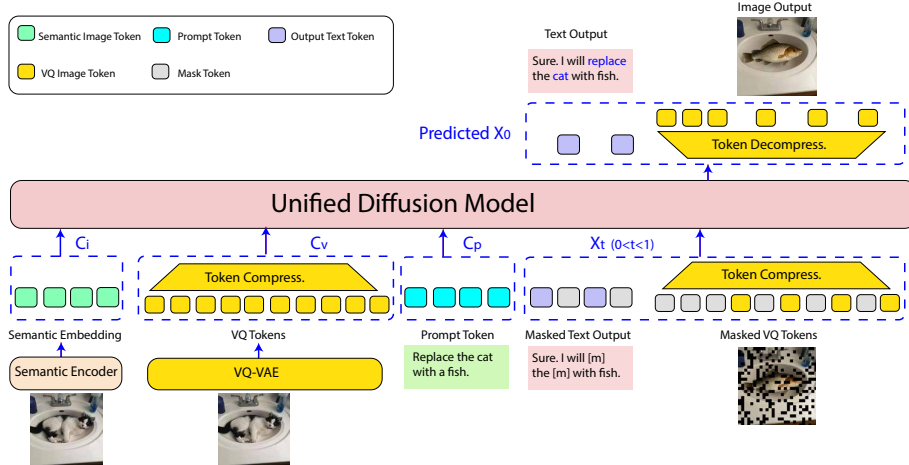 Semantic Image Token
Prompt Token
Output Text Token
VQ Image Token
Mask Token
Image Output
Text Output
Sure. I will replace
the cat with fish.
Predicted X0
Token Decompress.
Unified Diffusion Model
Ci
Cv
Cp
Xt (0<t<1)
Token Compress.
Token Compress.
Semantic Embedding
VQ Tokens
Prompt Token
Masked Text Output
Masked VQ Tokens
Semantic Encoder
VQ-VAE
Replace the cat
with a fish.
Sure. I will [m]
the [m] with fish.